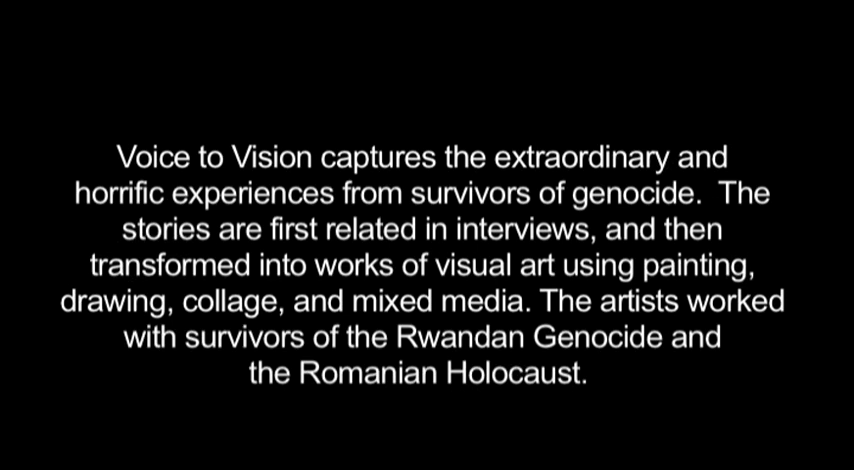 Voice to Vision captures the extraordinary and
horrific experiences from survivors of genocide.  The
stories are first related in interviews, and then
transformed into works of visual art using painting,
drawing, collage, and mixed media. The artists worked
with survivors of the Rwandan Genocide and
the Romanian Holocaust.